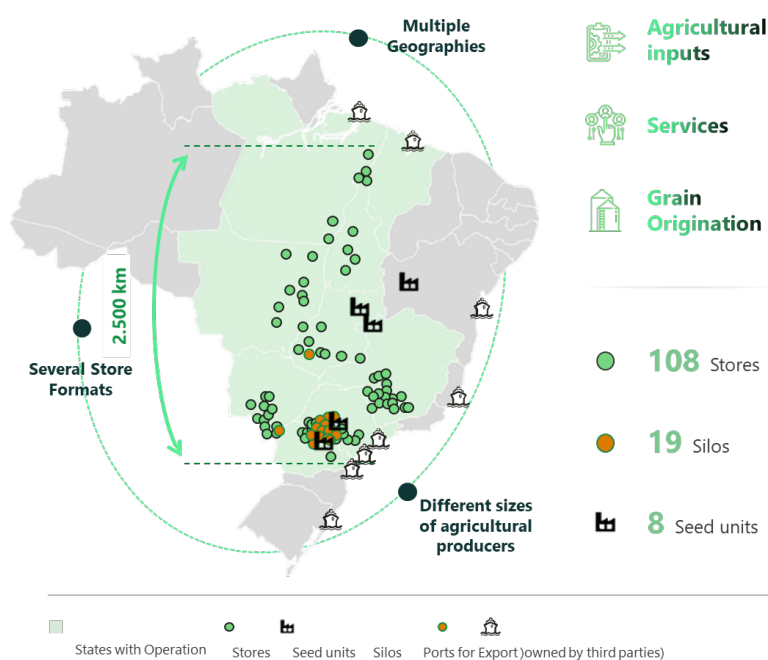 Multiple
Geographies
Agricultural
inputs
Services
Grain
Origination
2.500 km
Several Store
Formats
108 Stores
19 Silos
8 Seed units
Different sizes
of agricultural
producers
States with Operation
Stores
Seed units
Silos
Ports for Export )owned by third parties)